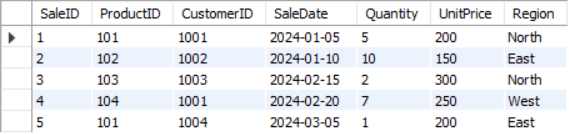 SaleID ProductID CustomerID SaleDate Quantity UnitPrice Region
1 101 1001 2024-01-05 5 200 North
2 102 1002 2024-01-10 10 150 East
3 103 1003 2024-02-15 2 300 North
4 104 1001 2024-02-20 7 250 West
5 101 1004 2024-03-05 1 200 East